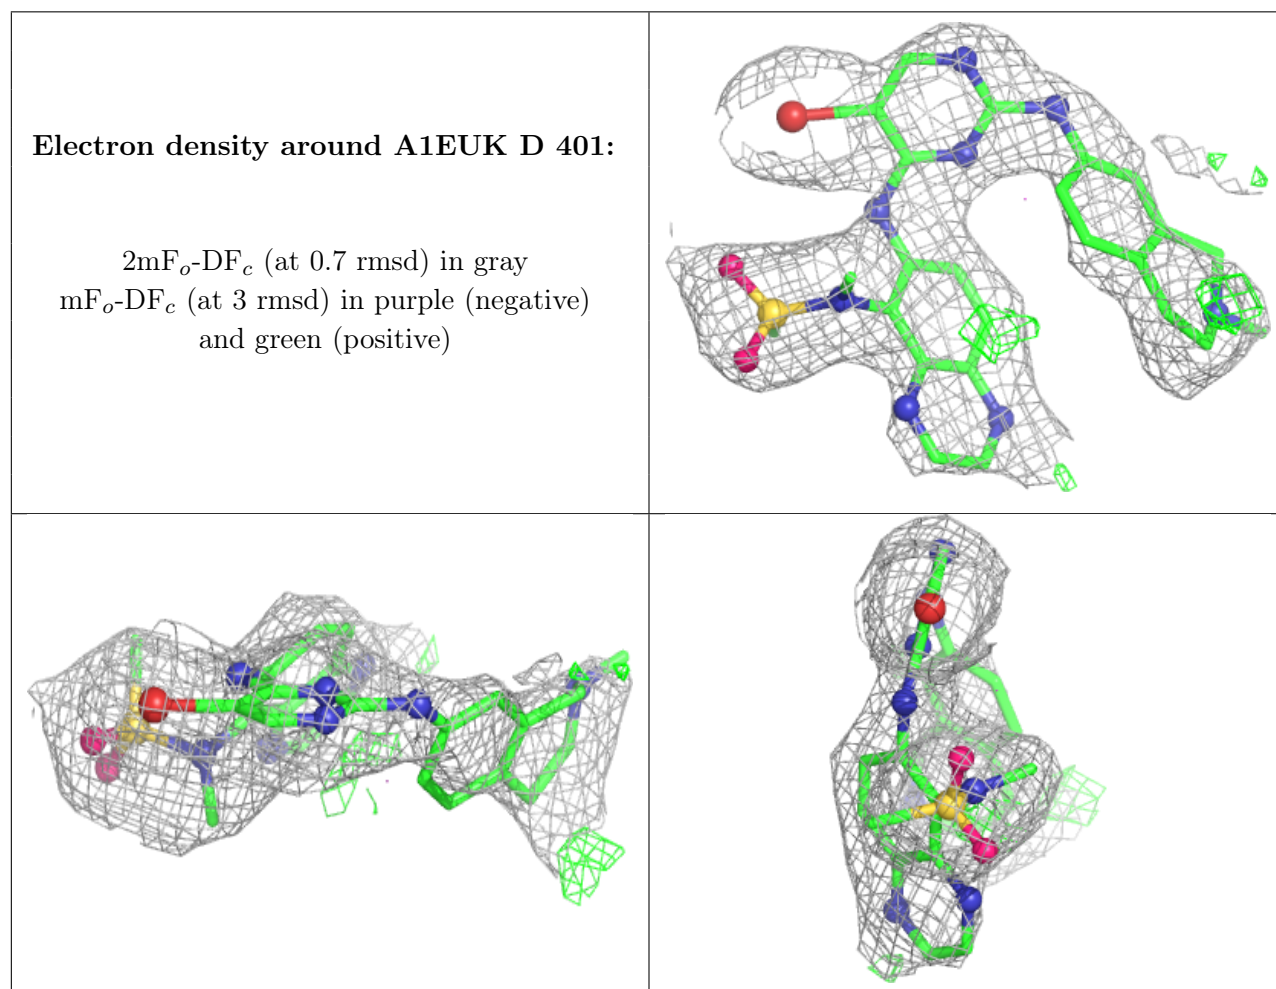 Electron density around A1EUK D 401:
2mFo-DFc (at 0.7 rmsd) in gray
mFo-DFc (at 3 rmsd) in purple (negative)
and green (positive)